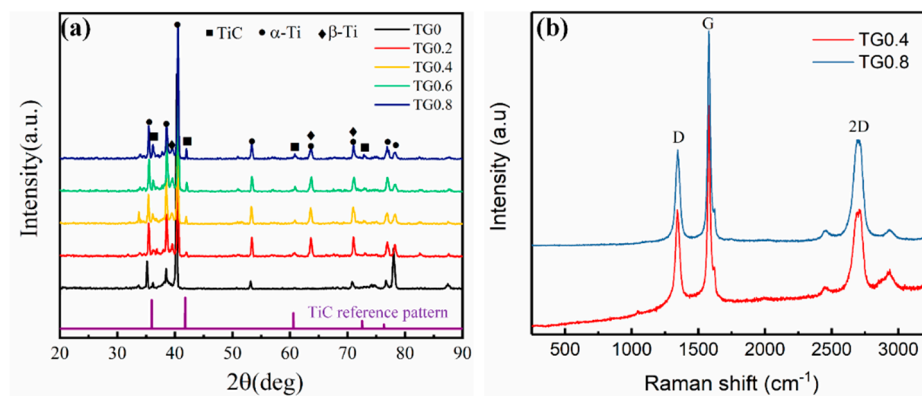 (a)
TiC α-Ti β-Ti
TG0
TG0.2
TG0.4
TG0.6
TG0.8
TiC reference pattern
Intensity(a.u.)
20 30 40 50 60 70 80 90
2θ(deg)
(b)
G
TG0.4
TG0.8
D
2D
Intensity (a.u)
500 1000 1500 2000 2500 3000
Raman shift (cm⁻¹)